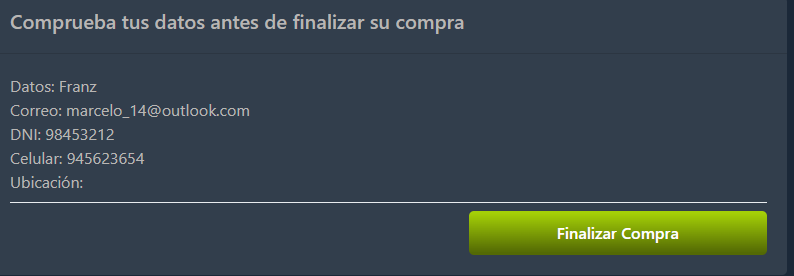 Comprueba tus datos antes de finalizar su compra
Datos: Franz
Correo: marcelo_14@outlook.com
DNI: 98453212
Celular: 945623654
Ubicación:
Finalizar Compra